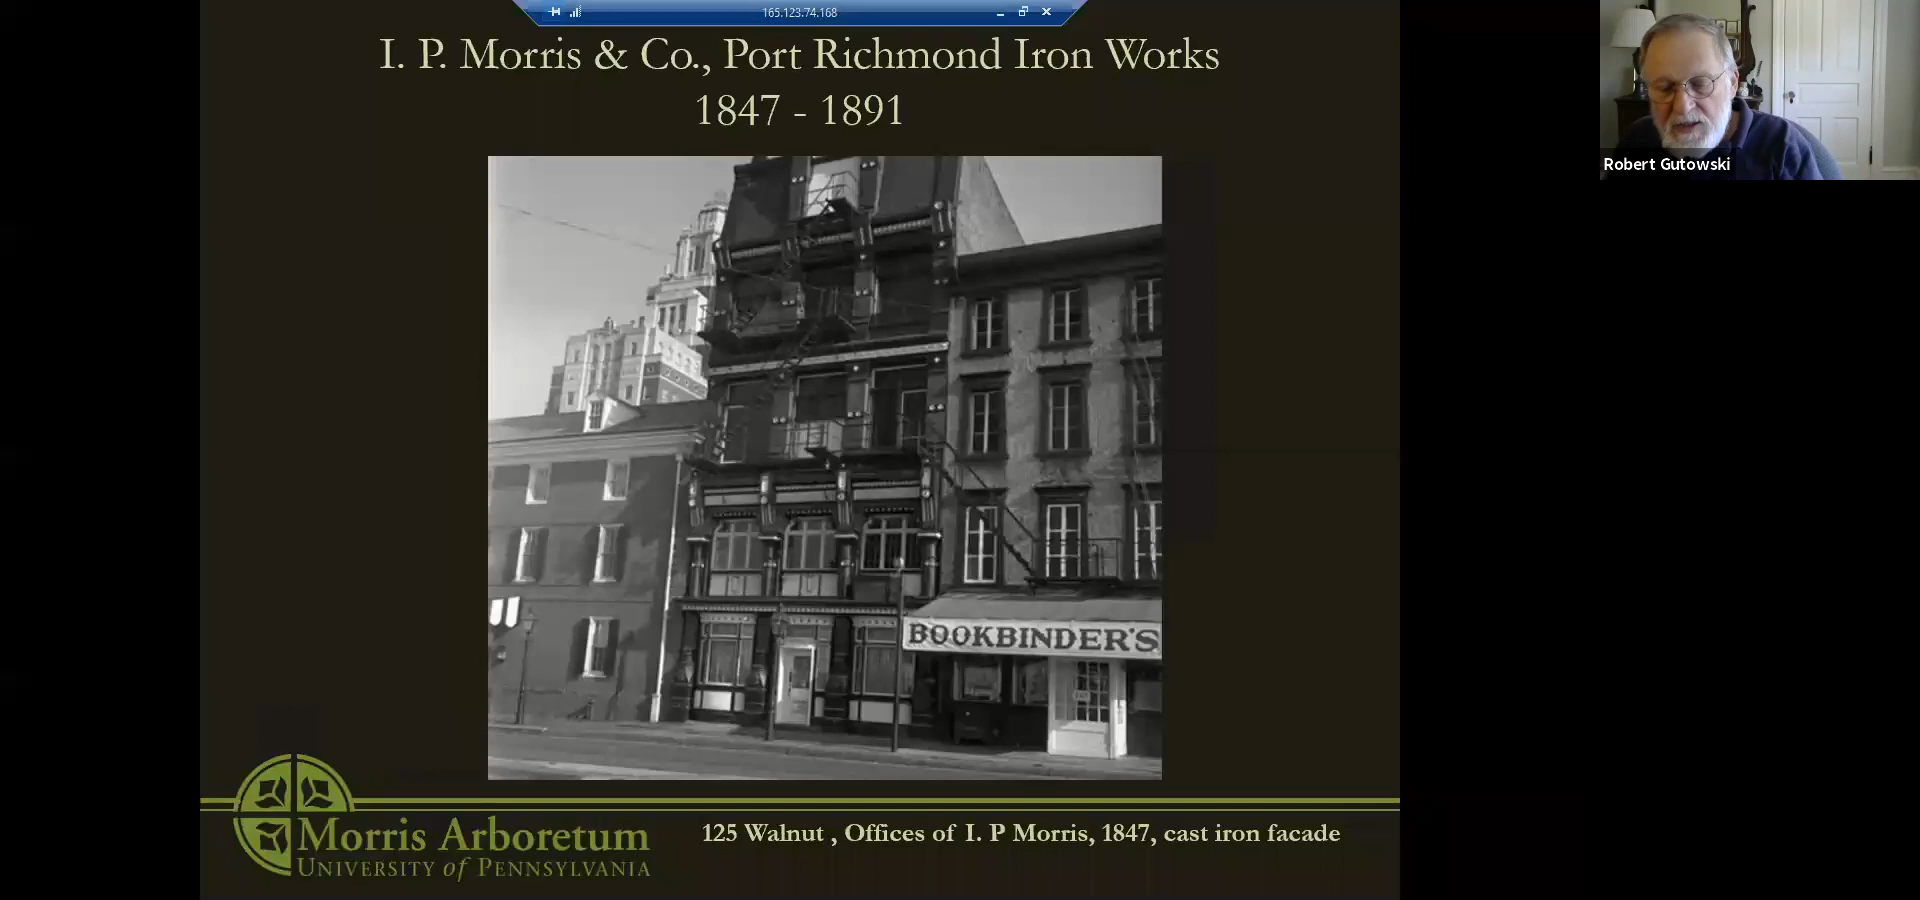 165.123.74.168
I. P. Morris & Co., Port Richmond Iron Works
1847 - 1891
Robert Gutowski
BOOKBINDER'S
Morris Arboretum
UNIVERSITY of PENNSYLVANIA
125 Walnut , Offices of I. P Morris, 1847, cast iron facade